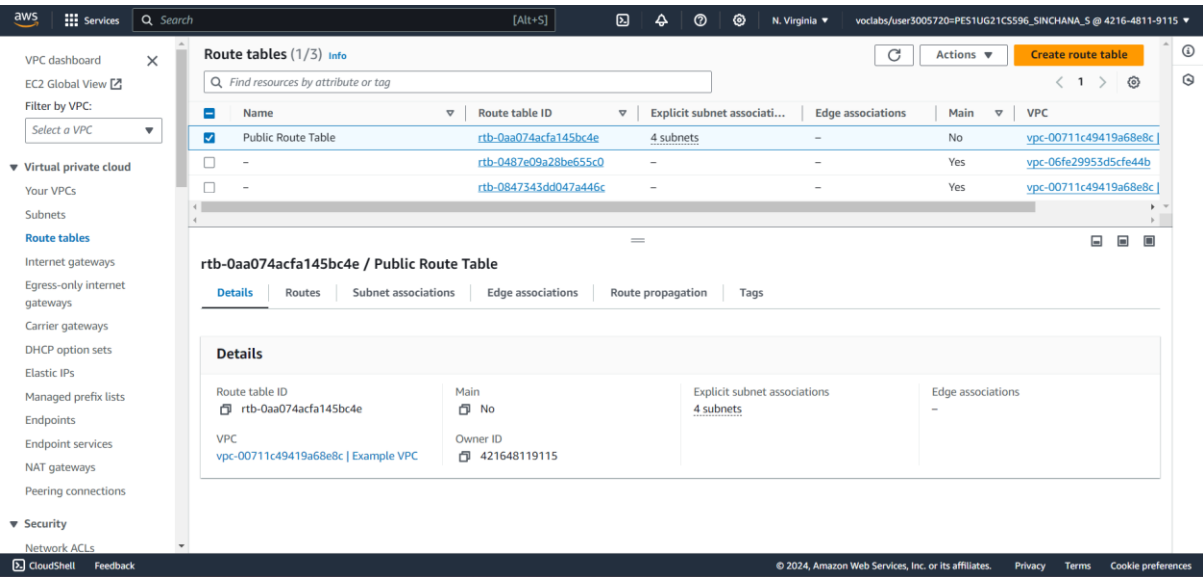 aws Services Search [Alt+S] N. Virginia voclabs/user3005720=PES1UG21CS596_SINCHANA_S @ 4216-4811-9115
VPC dashboard
EC2 Global View
Filter by VPC:
Select a VPC
Virtual private cloud
Your VPCs
Subnets
Route tables
Internet gateways
Egress-only internet
gateways
Carrier gateways
DHCP option sets
Elastic IPs
Managed prefix lists
Endpoints
Endpoint services
NAT gateways
Peering connections
Security
Network ACLs
Route tables (1/3) Info
Actions
Create route table
Find resources by attribute or tag
1
Name Route table ID Explicit subnet associati... Edge associations Main VPC
Public Route Table rtb-0aa074acfa145bc4e 4 subnets – No vpc-00711c49419a68e8c |
– rtb-0487e09a28be655c0 – – Yes vpc-06fe29953d5cfe44b
– rtb-0847343dd047a446c – – Yes vpc-00711c49419a68e8c |
rtb-0aa074acfa145bc4e / Public Route Table
Details Routes Subnet associations Edge associations Route propagation Tags
Details
Route table ID Main Explicit subnet associations Edge associations
rtb-0aa074acfa145bc4e No 4 subnets –
VPC Owner ID
vpc-00711c49419a68e8c | Example VPC 421648119115
CloudShell Feedback © 2024, Amazon Web Services, Inc. or its affiliates. Privacy Terms Cookie preferences